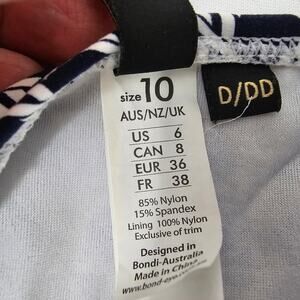 size 10
AUS/NZ/UK
US 6
CAN 8
EUR 36
FR 38
85% Nylon
15% Spandex
Lining 100% Nylon
Exclusive of trim
Designed in
Bondi-Australia
Made in China
D/DD